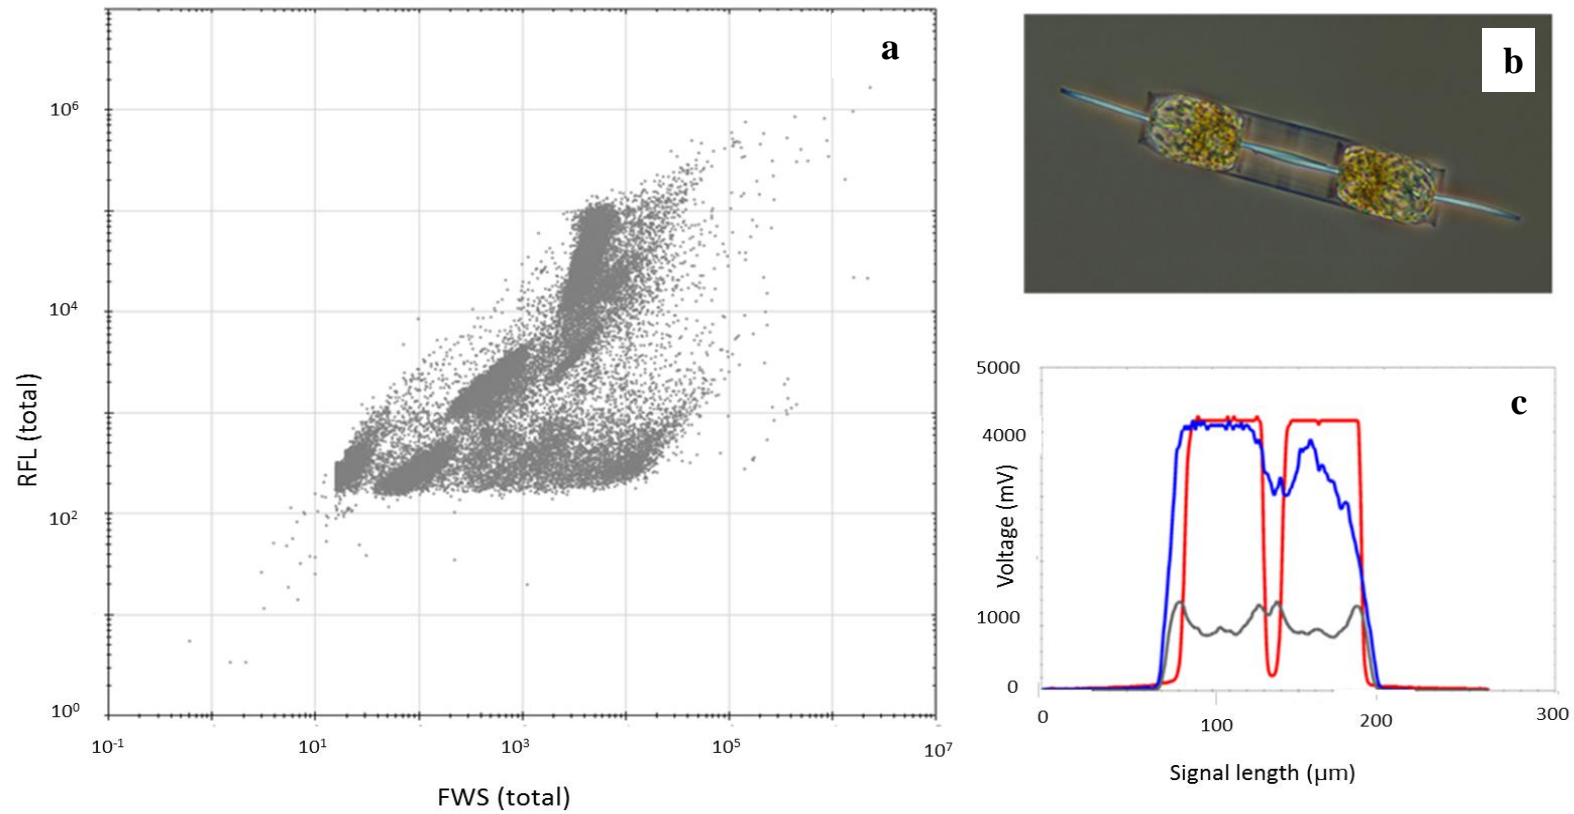 a
10⁶
10⁴
10²
10⁰
RFL (total)
10⁻¹
10¹
10³
10⁵
10⁷
FWS (total)
b
c
5000
4000
1000
0
Voltage (mV)
0
100
200
300
Signal length (µm)